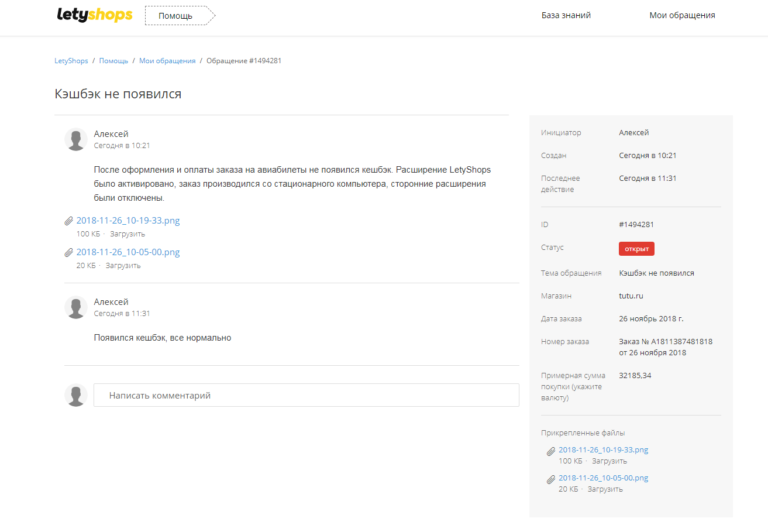 letyshops
Помощь
База знаний
Мои обращения
LetyShops / Помощь / Мои обращения / Обращение #1494281
Кэшбэк не появился
Алексей
Сегодня в 10:21
После оформления и оплаты заказа на авиабилеты не появился кешбэк. Расширение LetyShops
было активировано, заказ производился со стационарного компьютера, сторонние расширения
были отключены.
2018-11-26_10-19-33.png
100 КБ · Загрузить
2018-11-26_10-05-00.png
20 КБ · Загрузить
Алексей
Сегодня в 11:31
Появился кешбэк, все нормально
Написать комментарий
Инициатор Алексей
Создан Сегодня в 10:21
Последнее Сегодня в 11:31
действие
ID #1494281
Статус открыт
Тема обращения Кэшбэк не появился
Магазин tutu.ru
Дата заказа 26 ноябрь 2018 г.
Номер заказа Заказ № A1811387481818
от 26 ноября 2018
Примерная сумма 32185,34
покупки (укажите
валюту)
Прикрепленные файлы
2018-11-26_10-19-33.png
100 КБ · Загрузить
2018-11-26_10-05-00.png
20 КБ · Загрузить